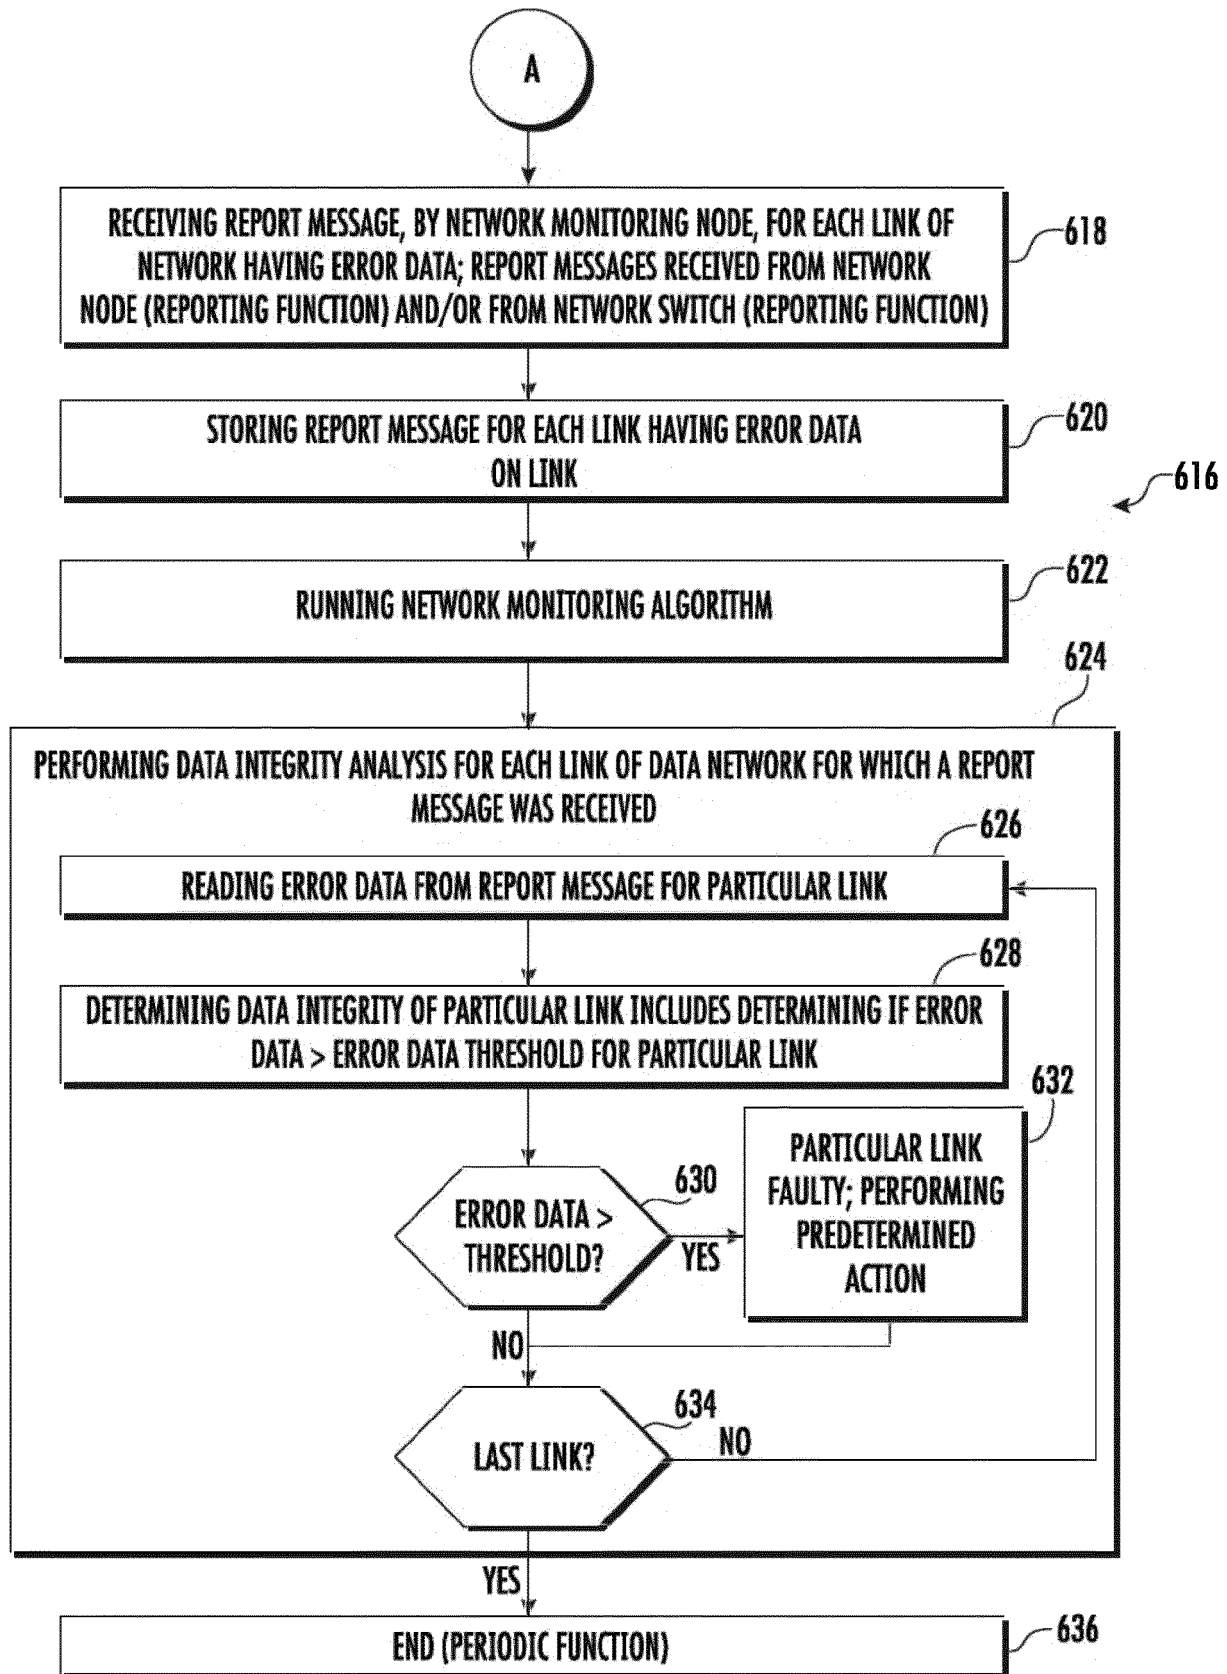 A
RECEIVING REPORT MESSAGE, BY NETWORK MONITORING NODE, FOR EACH LINK OF
NETWORK HAVING ERROR DATA; REPORT MESSAGES RECEIVED FROM NETWORK
NODE (REPORTING FUNCTION) AND/OR FROM NETWORK SWITCH (REPORTING FUNCTION)
618
STORING REPORT MESSAGE FOR EACH LINK HAVING ERROR DATA
ON LINK
620
616
RUNNING NETWORK MONITORING ALGORITHM
622
624
PERFORMING DATA INTEGRITY ANALYSIS FOR EACH LINK OF DATA NETWORK FOR WHICH A REPORT
MESSAGE WAS RECEIVED
626
READING ERROR DATA FROM REPORT MESSAGE FOR PARTICULAR LINK
628
DETERMINING DATA INTEGRITY OF PARTICULAR LINK INCLUDES DETERMINING IF ERROR
DATA > ERROR DATA THRESHOLD FOR PARTICULAR LINK
632
PARTICULAR LINK
FAULTY; PERFORMING
PREDETERMINED
ACTION
630
ERROR DATA >
THRESHOLD?
YES
NO
634
LAST LINK?
NO
YES
END (PERIODIC FUNCTION)
636